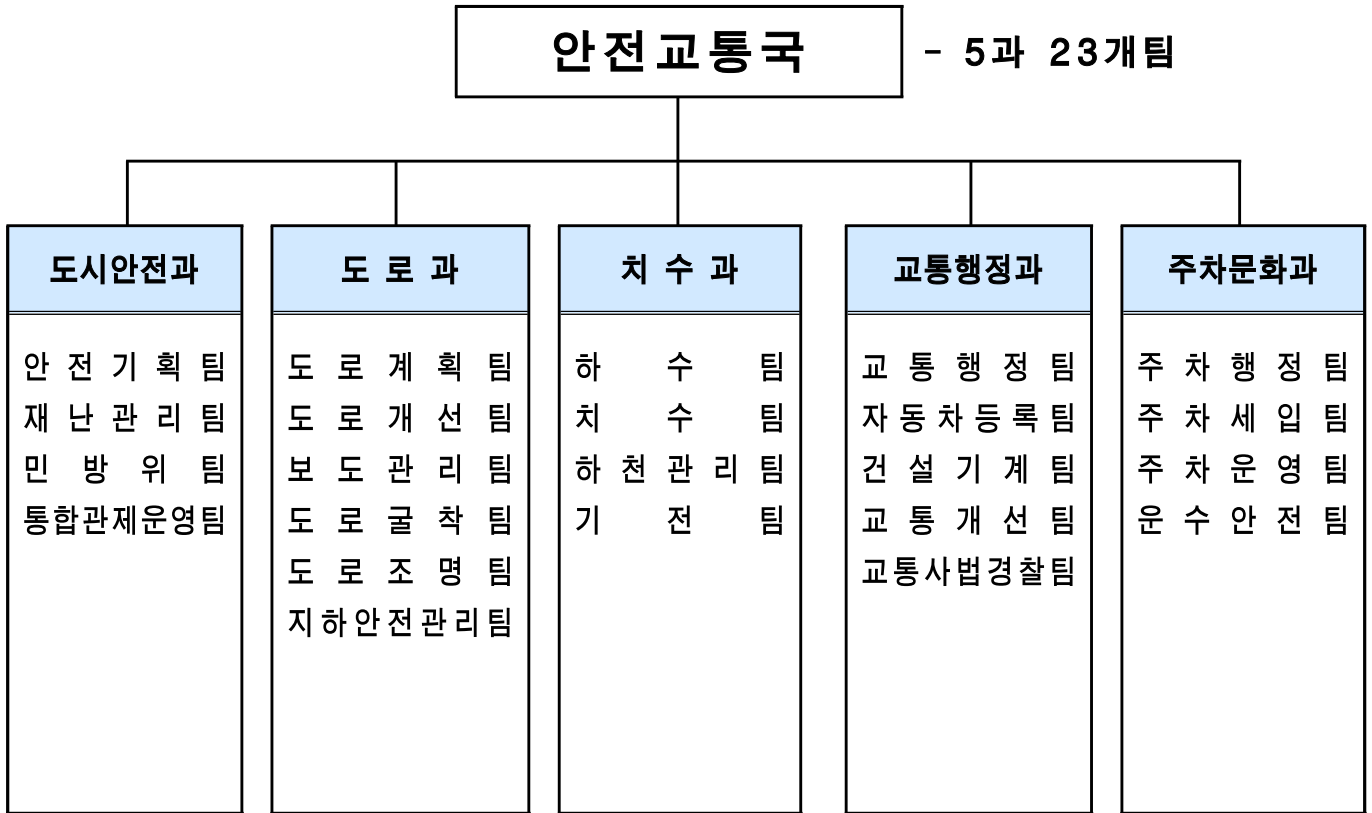 안전교통국
- 5과 23개팀
도시안전과
안전기획팀
재난관리팀
민방위팀
통합관제운영팀
도로과
도로계획팀
도로개선팀
보도관리팀
도로굴착팀
도로조명팀
지하안전관리팀
치수과
하수팀
치수팀
하천관리팀
기전팀
교통행정과
교통행정팀
자동차등록팀
건설기계팀
교통개선팀
교통사법경찰팀
주차문화과
주차행정팀
주차세입팀
주차운영팀
운수안전팀